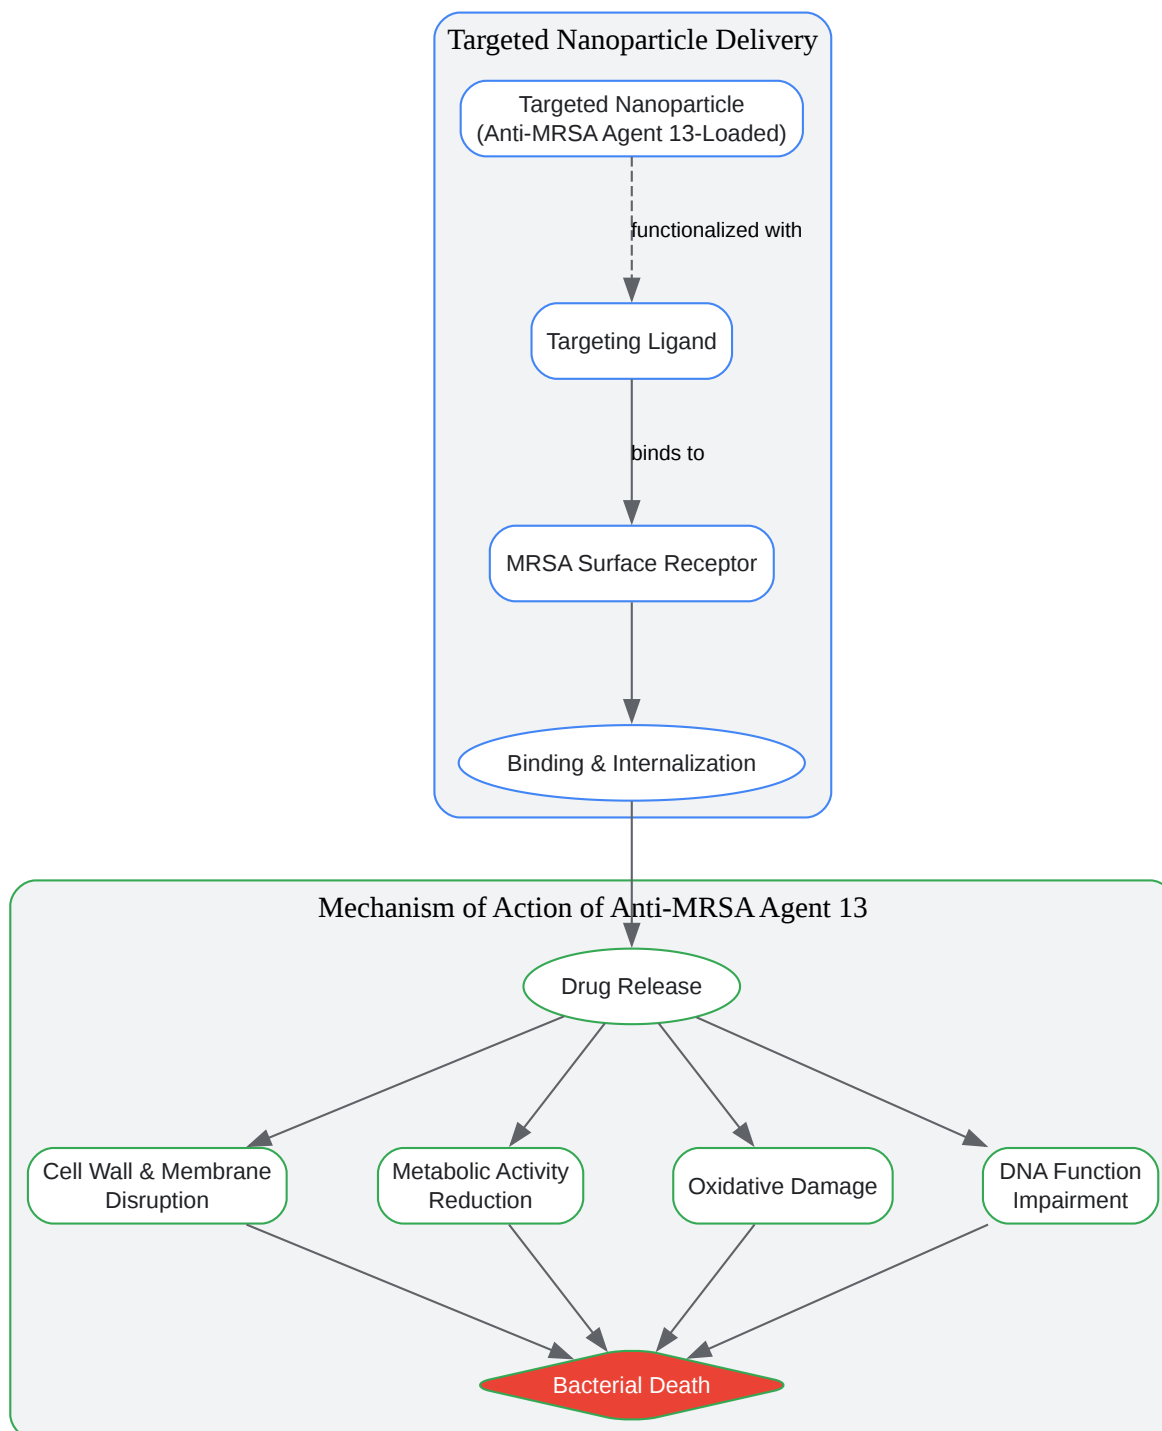 Targeted Nanoparticle Delivery
Targeted Nanoparticle
(Anti-MRSA Agent 13-Loaded)
functionalized with
Targeting Ligand
binds to
MRSA Surface Receptor
Binding & Internalization
Mechanism of Action of Anti-MRSA Agent 13
Drug Release
Cell Wall & Membrane
Disruption
Metabolic Activity
Reduction
Oxidative Damage
DNA Function
Impairment
Bacterial Death